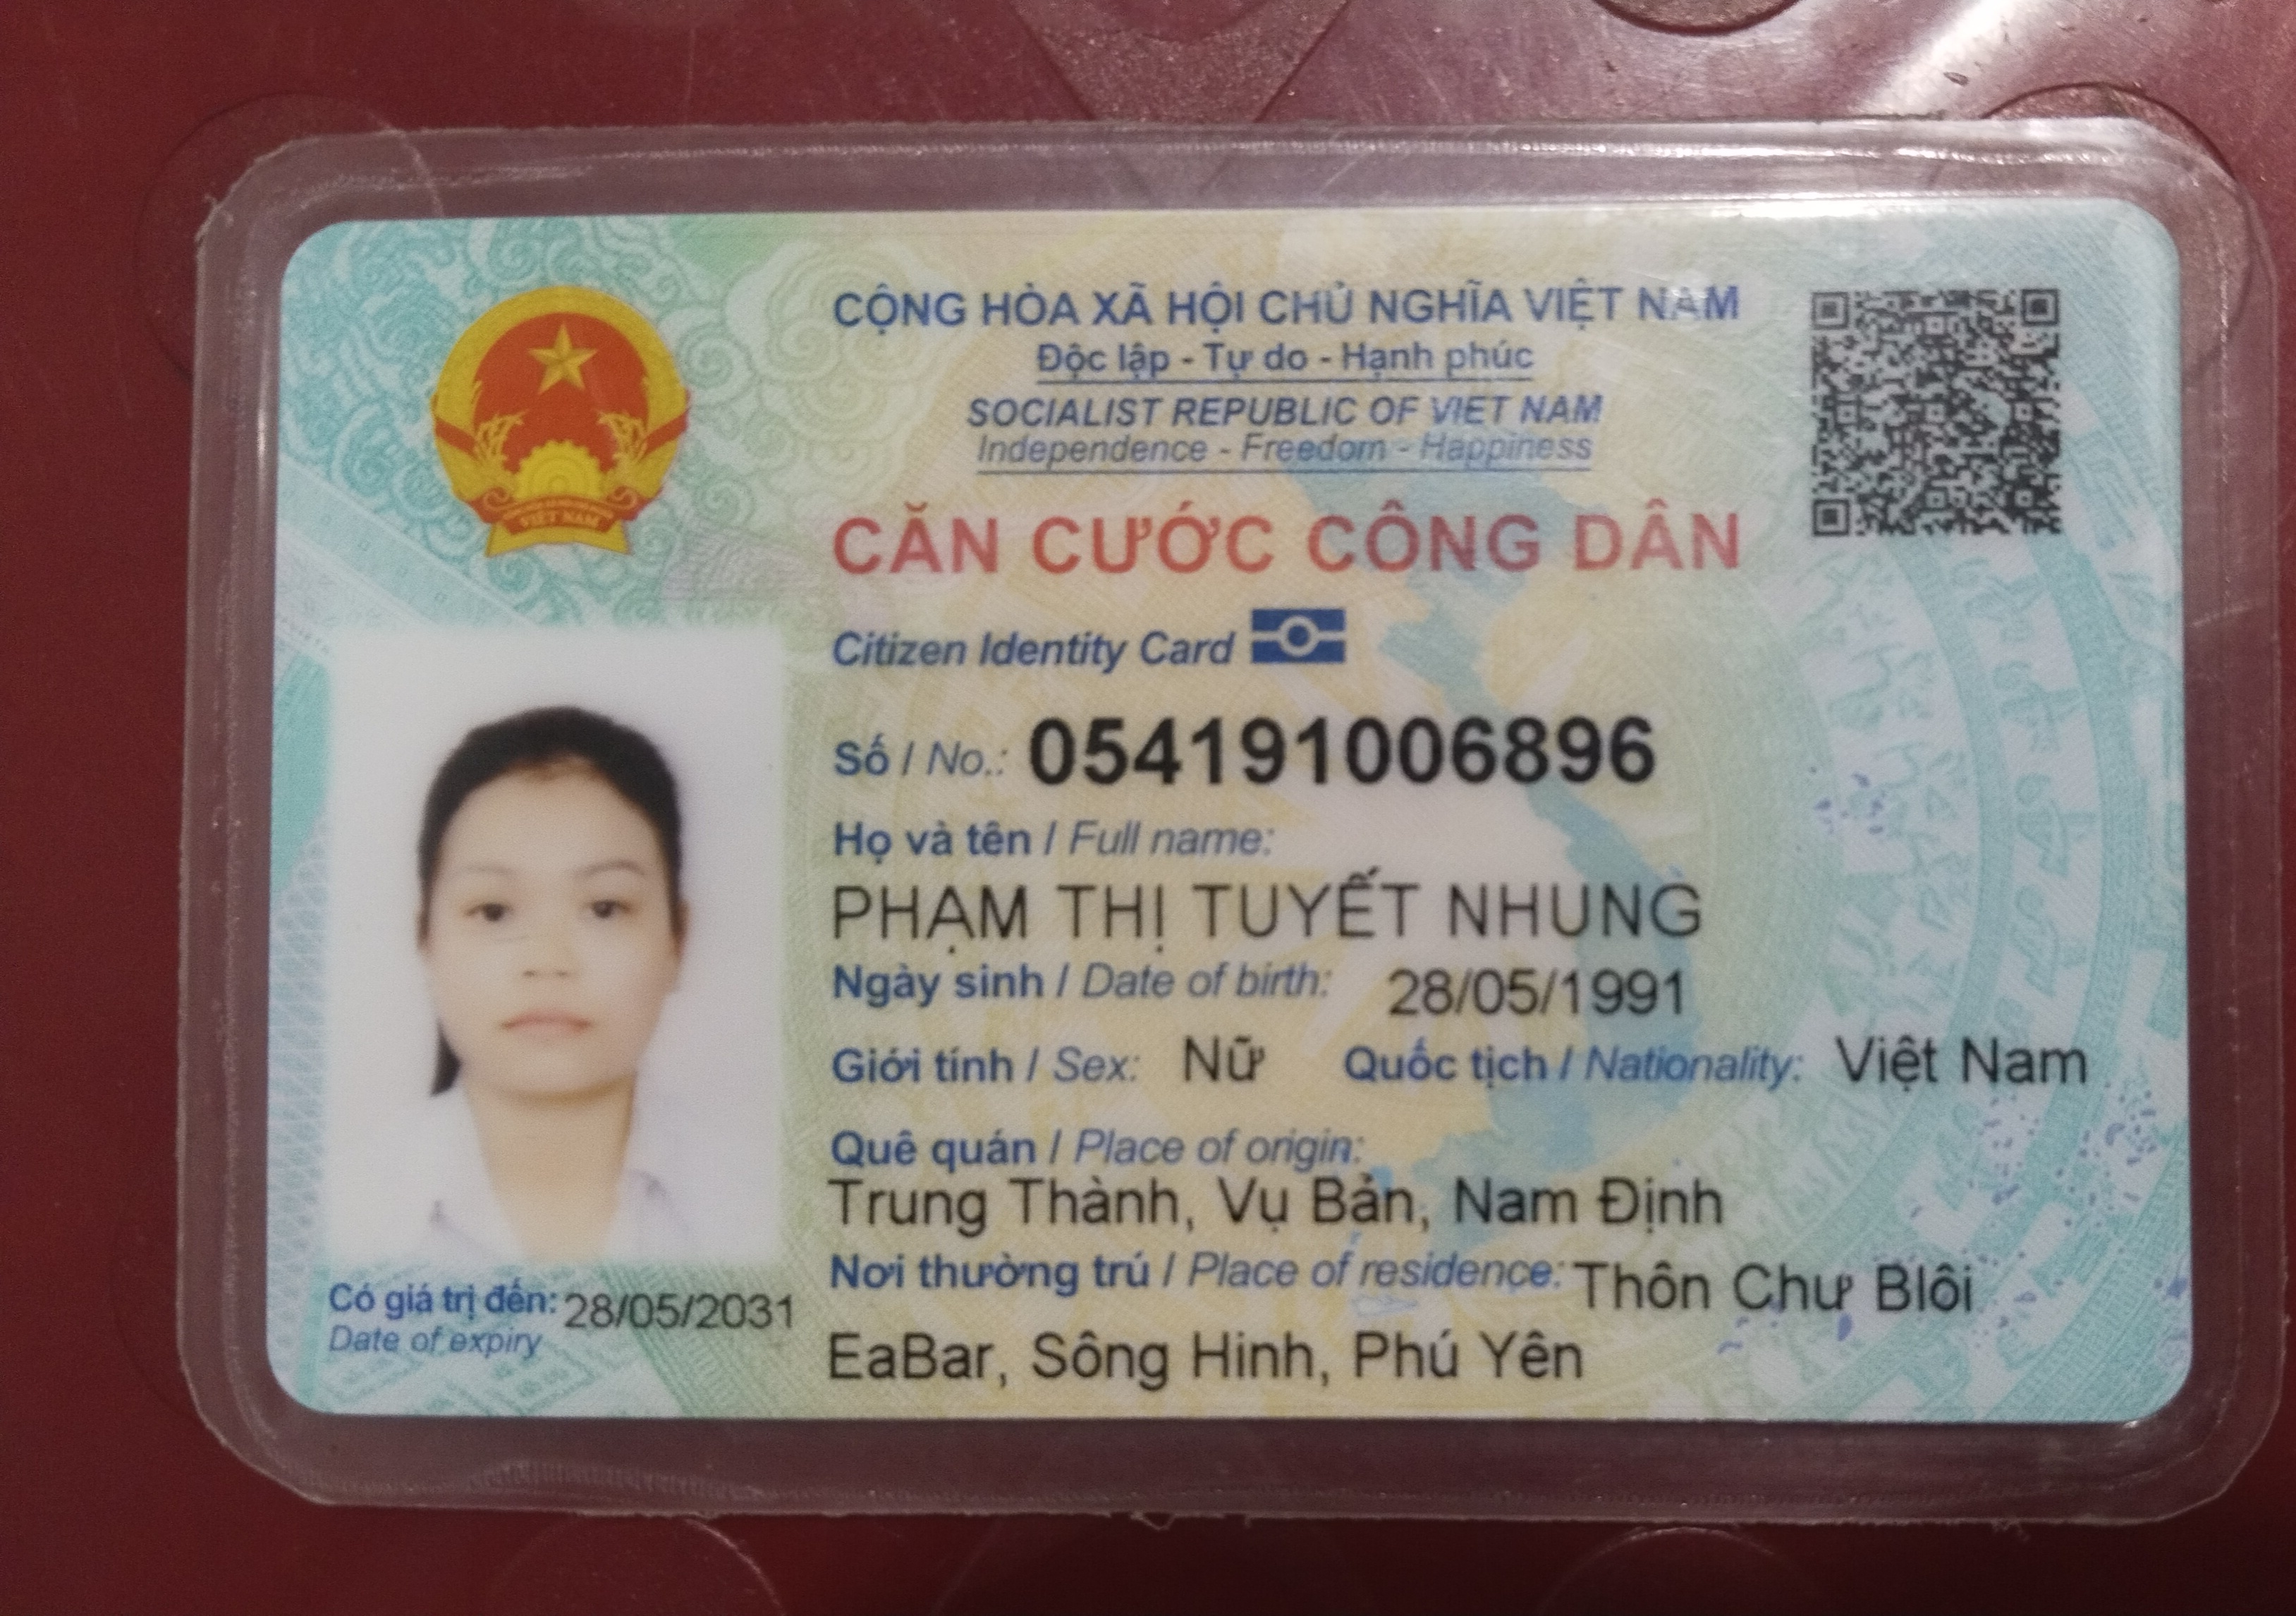 CỘNG HÒA XÃ HỘI CHỦ NGHĨA VIỆT NAM
Độc lập - Tự do - Hạnh phúc
SOCIALIST REPUBLIC OF VIET NAM
Independence - Freedom - Happiness
VIỆT NAM
CĂN CƯỚC CÔNG DÂN
Citizen Identity Card
Số / No.: 054191006896
Họ và tên / Full name:
PHẠM THỊ TUYẾT NHUNG
Ngày sinh / Date of birth: 28/05/1991
Giới tính / Sex: Nữ Quốc tịch / Nationality: Việt Nam
Quê quán / Place of origin:
Trung Thành, Vụ Bản, Nam Định
Nơi thường trú / Place of residence: Thôn Chư Blôi
EaBar, Sông Hinh, Phú Yên
Có giá trị đến: 28/05/2031
Date of expiry